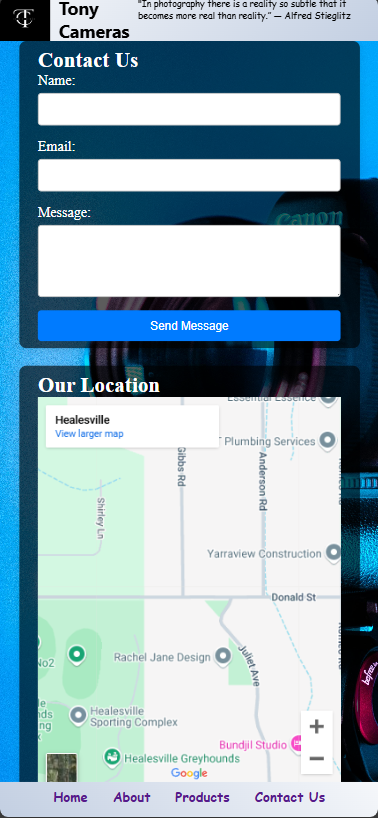 TC
Tony
Cameras
"In photography there is a reality so subtle that it
becomes more real than reality." — Alfred Stieglitz
Contact Us
Name:
Email:
Message:
Canon
Send Message
Our Location
Healesville
View larger map
Essential Essence
Plumbing Services
Gibbs Rd
Anderson Rd
Shirley Ln
Yarraview Construction
Donald St
No2
Rachel Jane Design
Juliet Ave
Healesville
Sporting Complex
Bundjil Studio
Healesville Greyhounds
Google
+
−
Home
About
Products
Contact Us